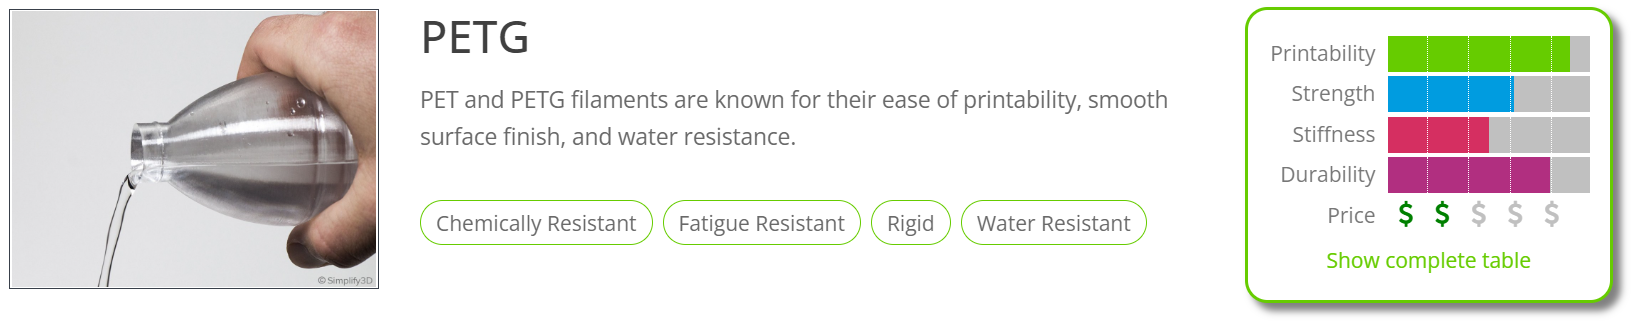 PETG
PET and PETG filaments are known for their ease of printability, smooth
surface finish, and water resistance.
Chemically Resistant Fatigue Resistant Rigid Water Resistant
© Simplify3D
Printability
Strength
Stiffness
Durability
Price $ $ $ $ $
Show complete table